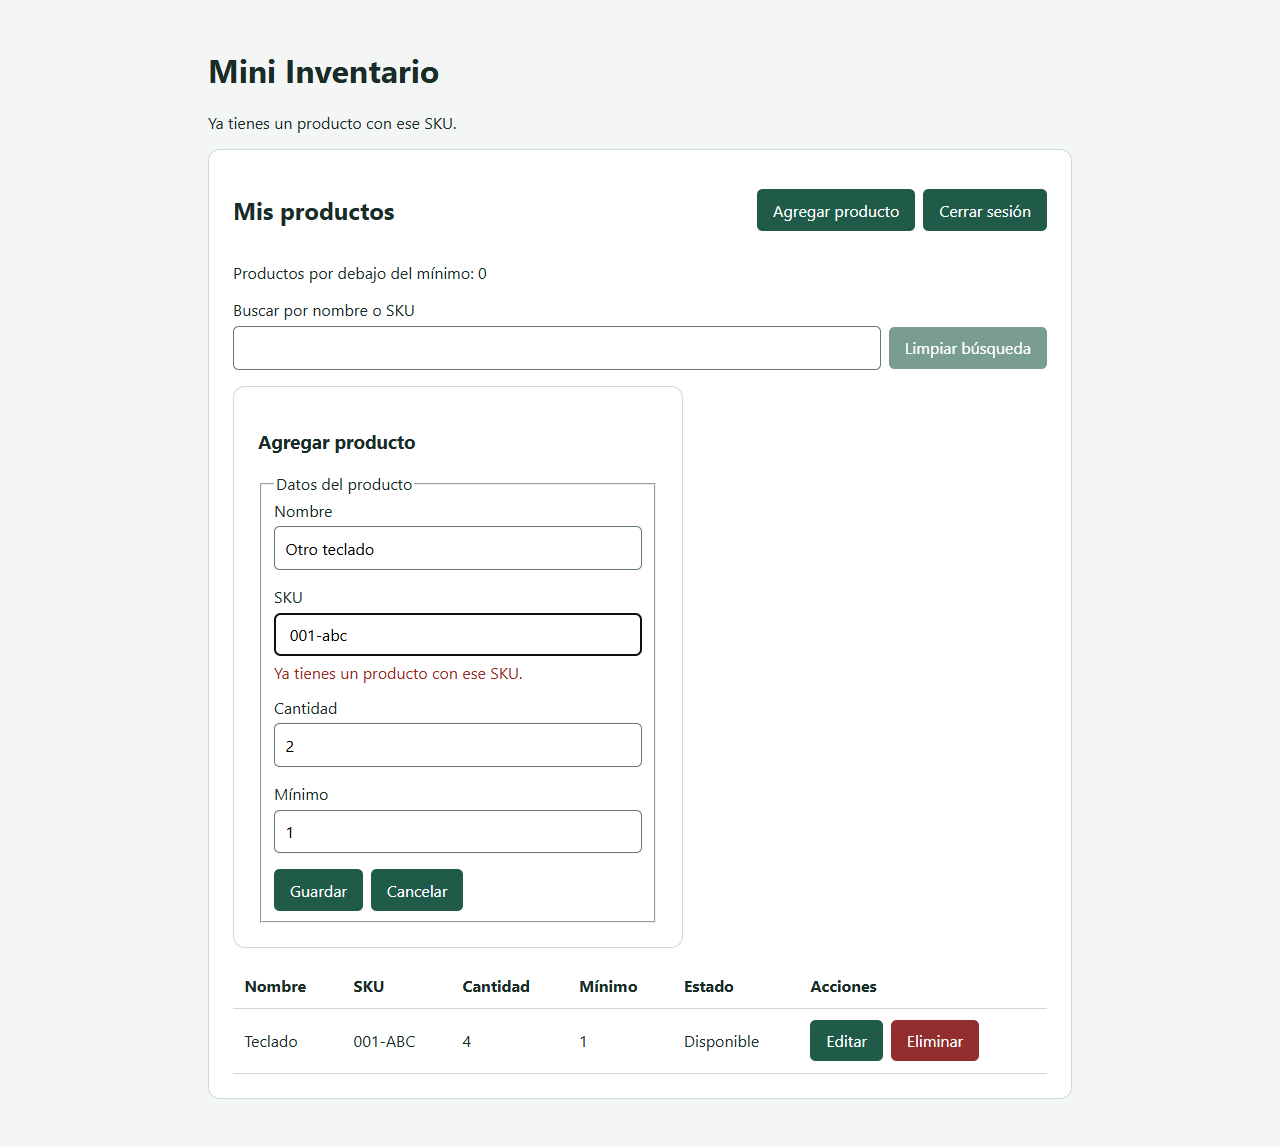 Mini Inventario
Ya tienes un producto con ese SKU.
Mis productos
Agregar producto
Cerrar sesión
Productos por debajo del mínimo: 0
Buscar por nombre o SKU
Limpiar búsqueda
Agregar producto
Datos del producto
Nombre
Otro teclado
SKU
001-abc
Ya tienes un producto con ese SKU.
Cantidad
2
Mínimo
1
Guardar
Cancelar
Nombre SKU Cantidad Mínimo Estado Acciones
Teclado 001-ABC 4 1 Disponible Editar Eliminar